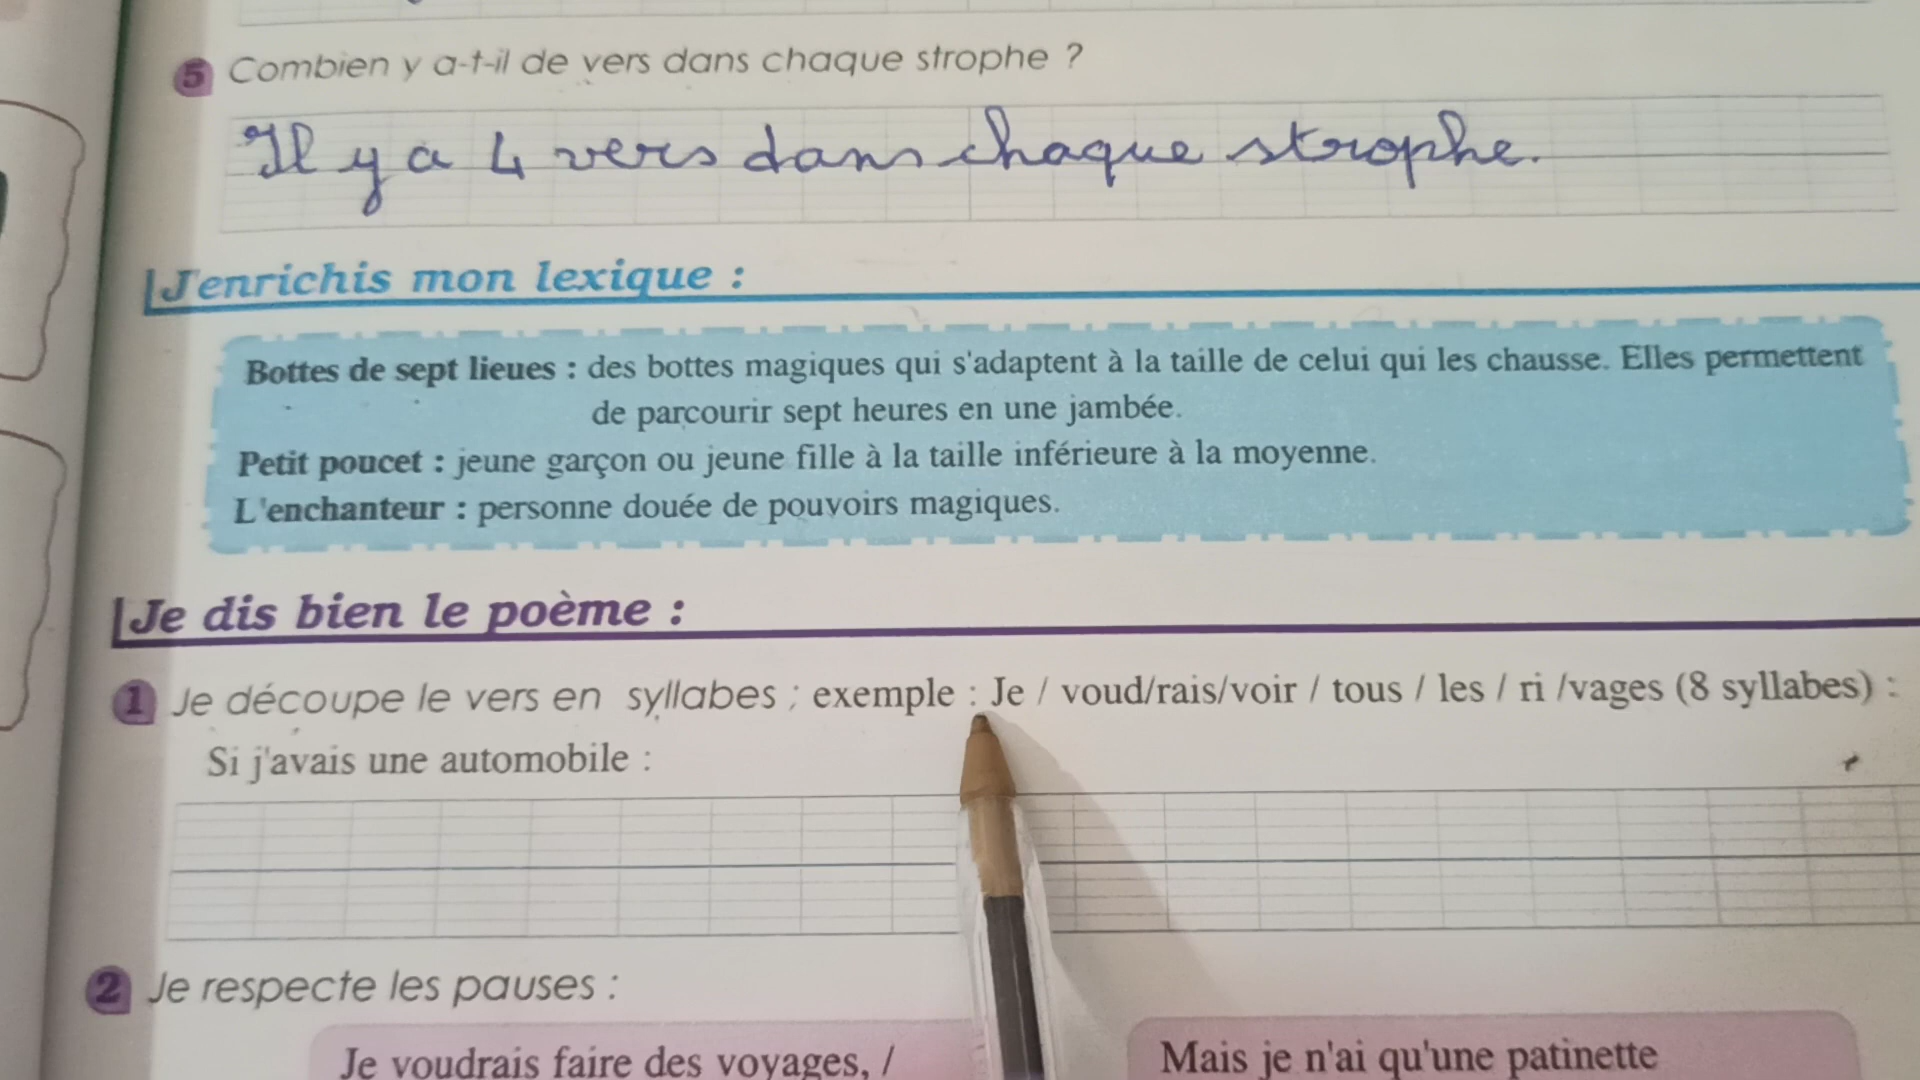 5 Combien y a-t-il de vers dans chaque strophe ?
Il y a 4 vers dans chaque strophe.
J'enrichis mon lexique :
Bottes de sept lieues : des bottes magiques qui s'adaptent à la taille de celui qui les chausse. Elles permettent
de parcourir sept heures en une jambée.
Petit poucet : jeune garçon ou jeune fille à la taille inférieure à la moyenne.
L'enchanteur : personne douée de pouvoirs magiques.
Je dis bien le poème :
1 Je découpe le vers en syllabes ; exemple : Je / voud/rais/voir / tous / les / ri /vages (8 syllabes) :
Si j'avais une automobile :
2 Je respecte les pauses :
Je voudrais faire des voyages, /
Mais je n'ai qu'une patinette